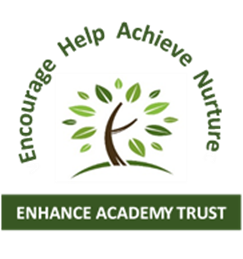 Encourage Help Achieve Nurture
ENHANCE ACADEMY TRUST